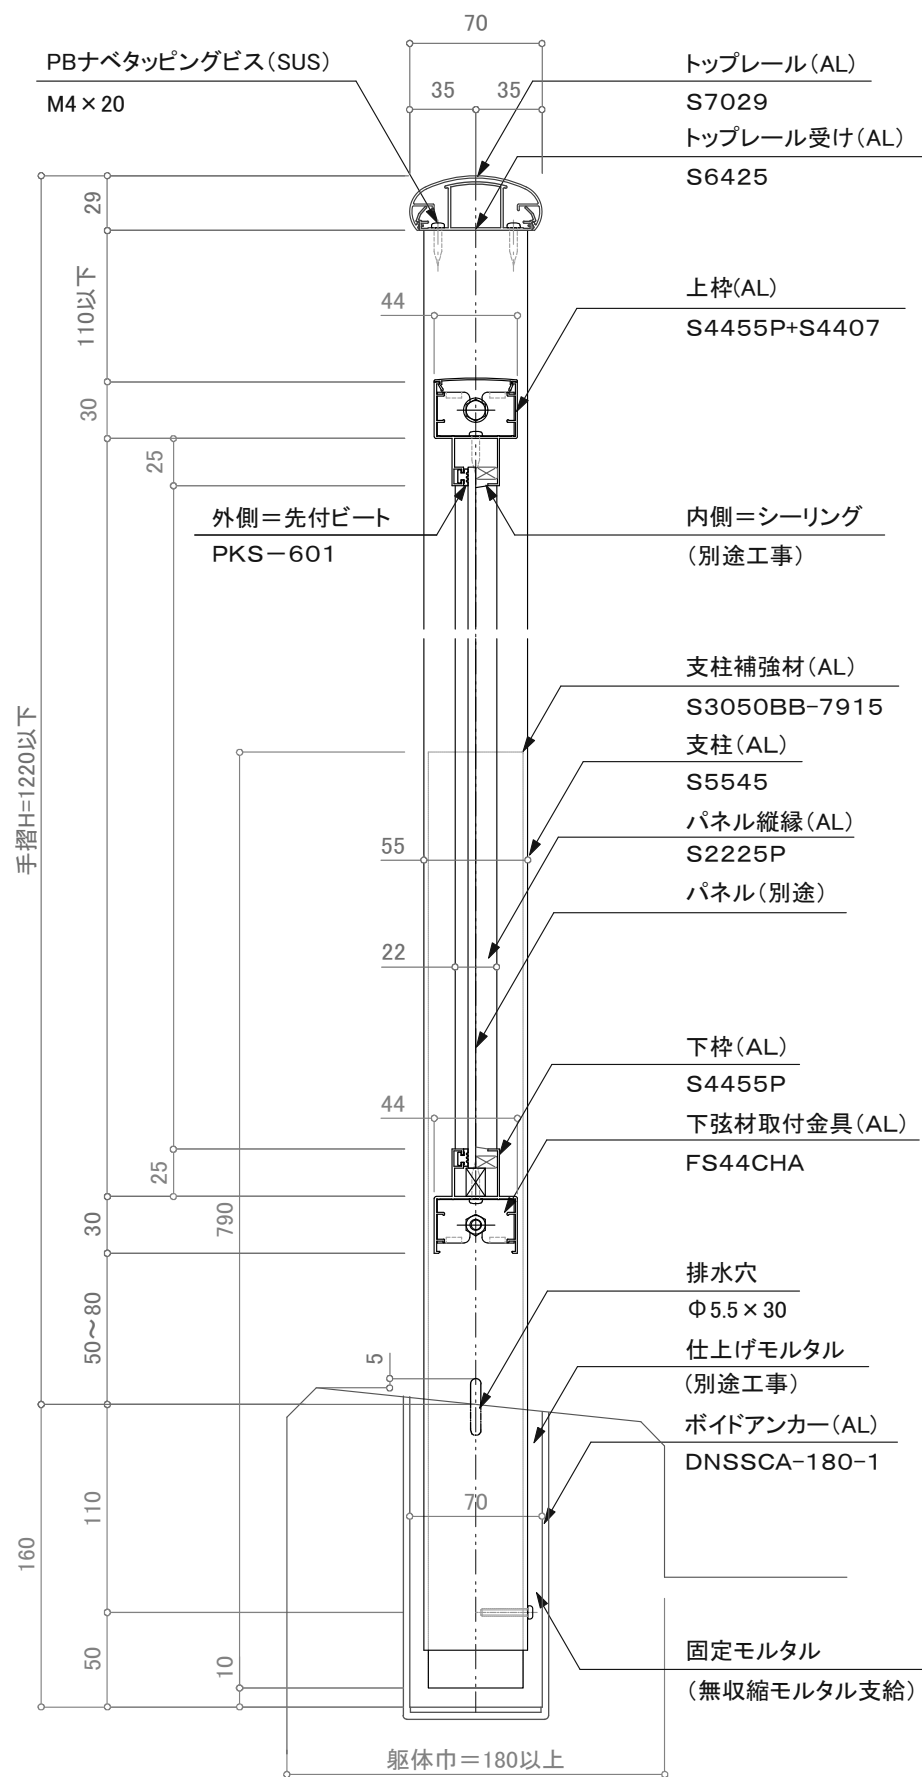 70
PBナベタッピングビス(SUS)
M4×20
35
35
トップレール(AL)
S7029
トップレール受け(AL)
S6425
29
110以下
44
上枠(AL)
S4455P+S4407
30
25
外側=先付ビート
PKS−601
内側=シーリング
(別途工事)
支柱補強材(AL)
S3050BB-7915
支柱(AL)
S5545
手摺H=1220以下
パネル縦縁(AL)
S2225P
55
パネル(別途)
22
下枠(AL)
S4455P
44
下弦材取付金具(AL)
FS44CHA
25
30
790
排水穴
Φ5.5×30
50~80
5
仕上げモルタル
(別途工事)
ボイドアンカー(AL)
DNSSCA-180-1
70
110
160
50
10
固定モルタル
(無収縮モルタル支給)
躯体巾=180以上